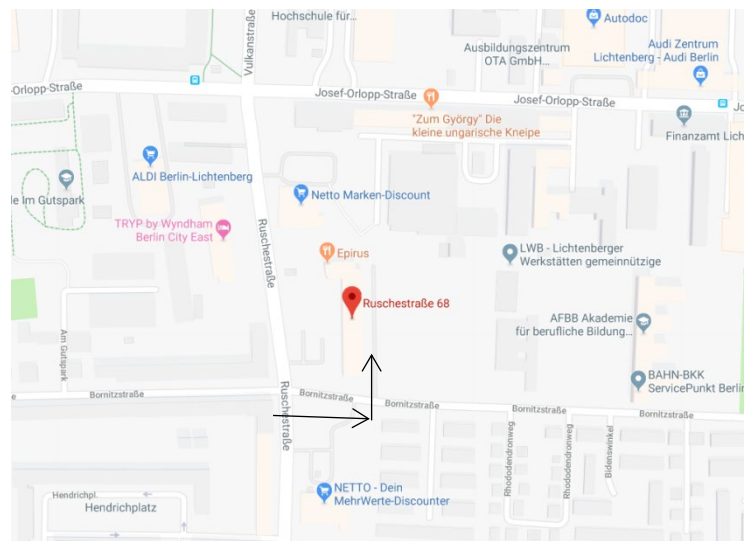 Hochschule für...
Autodoc
Vulkanstraße
Ausbildungszentrum
OTA GmbH...
Audi Zentrum
Lichtenberg - Audi Berlin
-Orlopp-Straße
Josef-Orlopp-Straße
Josef-Orlopp-Straße
Jo
"Zum György" Die
kleine ungarische Kneipe
Finanzamt Lich
ALDI Berlin-Lichtenberg
le Im Gutspark
Netto Marken-Discount
TRYP by Wyndham
Berlin City East
Ruschestraße
Epirus
LWB - Lichtenberger
Werkstätten gemeinnützige
Ruschestraße 68
AFBB Akademie
für berufliche Bildung...
Am Gutspark
BAHN-BKK
ServicePunkt Berlin
e
Bornitzstraße
Ruschestraße
Bornitzstraße
Bornitzstraße
Bornitzstraße
Bornitzstraße
Rhododendronweg
Rhododendronweg
Bidenswinkel
Hendrichpl.
Hendrichplatz
NETTO - Dein
MehrWerte-Discounter